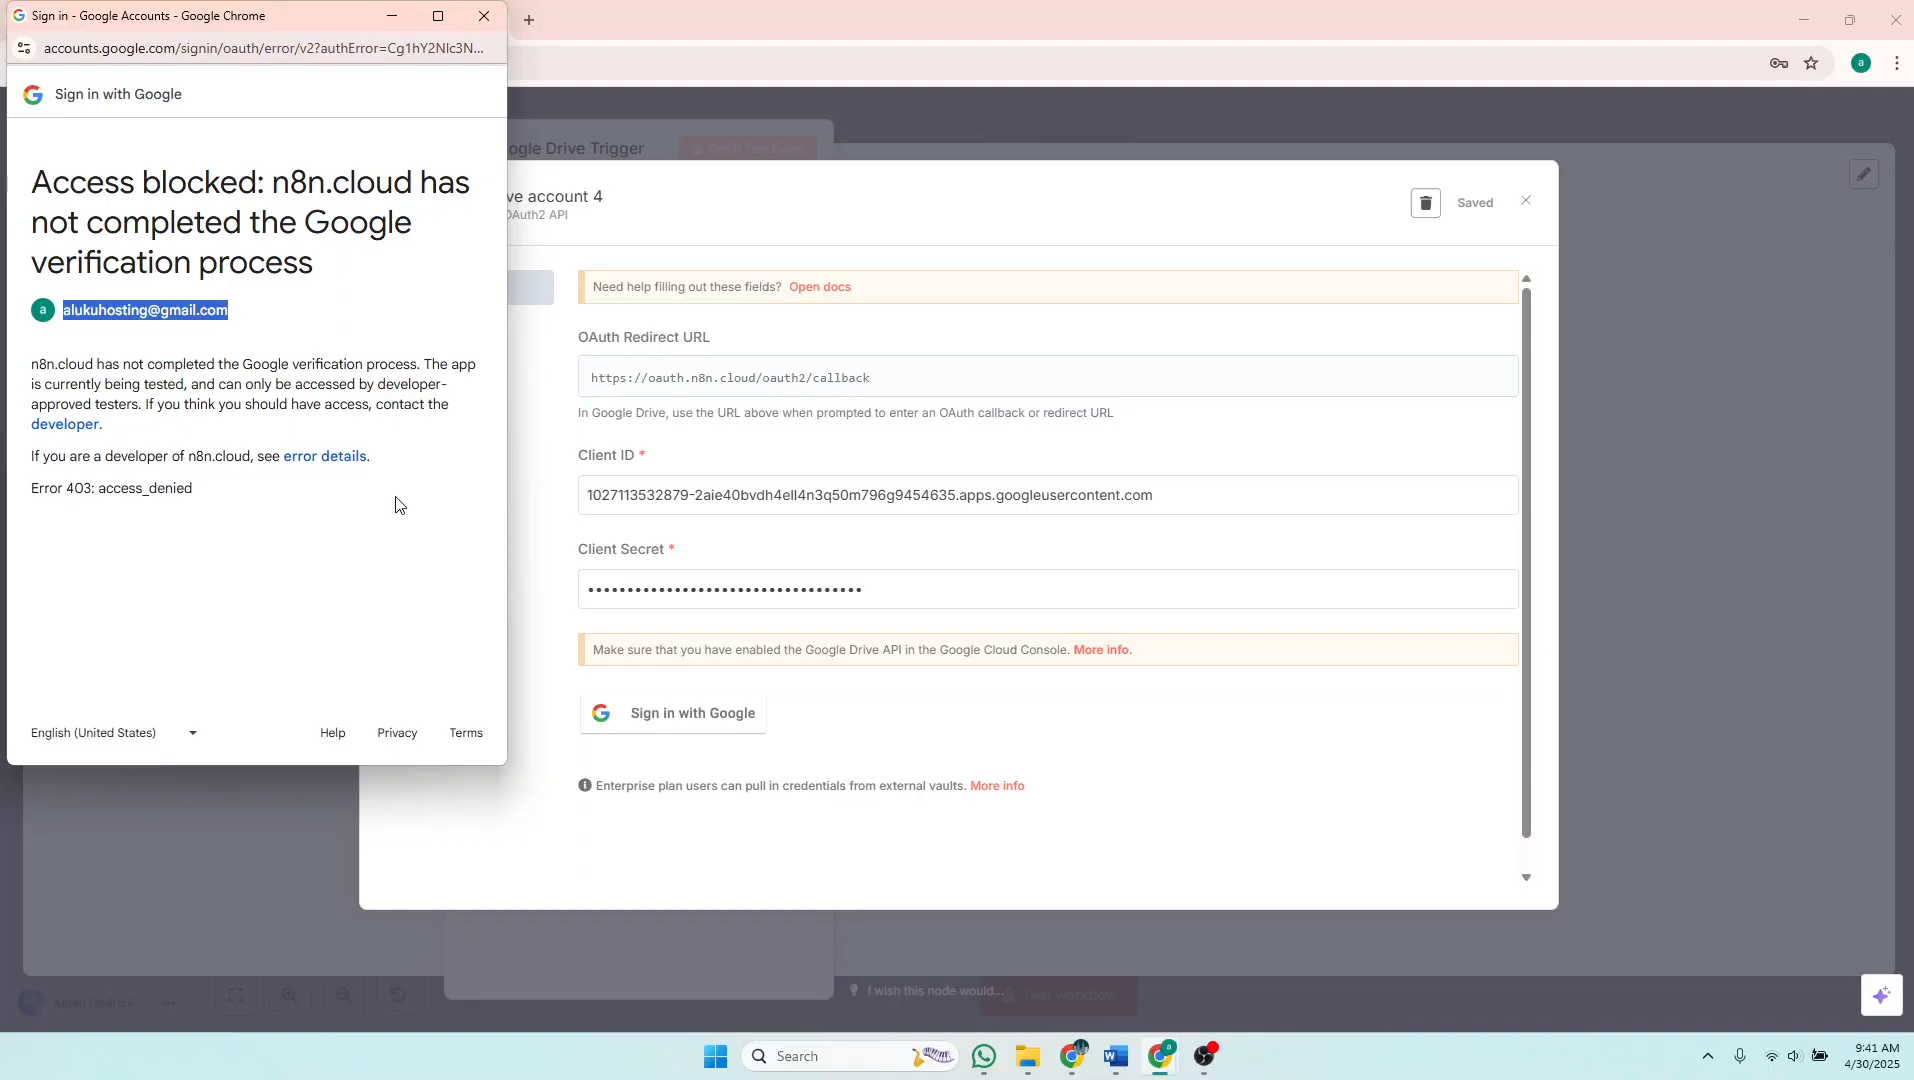 Sign in - Google Accounts - Google Chrome
accounts.google.com/signin/oauth/error/v2?authError=Cg1hY2Nlc3N...
Sign in with Google
Access blocked: n8n.cloud has
not completed the Google
verification process
a
alukuhosting@gmail.com
n8n.cloud has not completed the Google verification process. The app
is currently being tested, and can only be accessed by developer-
approved testers. If you think you should have access, contact the
developer.
If you are a developer of n8n.cloud, see error details.
Error 403: access_denied
English (United States)
Help
Privacy
Terms
a
ogle Drive Trigger
Fetch Test Event
ve account 4
OAuth2 API
Saved
Need help filling out these fields? Open docs
OAuth Redirect URL
https://oauth.n8n.cloud/oauth2/callback
In Google Drive, use the URL above when prompted to enter an OAuth callback or redirect URL
Client ID *
1027113532879-2aie40bvdh4ell4n3q50m796g9454635.apps.googleusercontent.com
Client Secret *
••••••••••••••••••••••••••••••••••••
Make sure that you have enabled the Google Drive API in the Google Cloud Console. More info.
Sign in with Google
Enterprise plan users can pull in credentials from external vaults. More info
I wish this node would...
Test workflow
Search
a
9:41 AM
4/30/2025